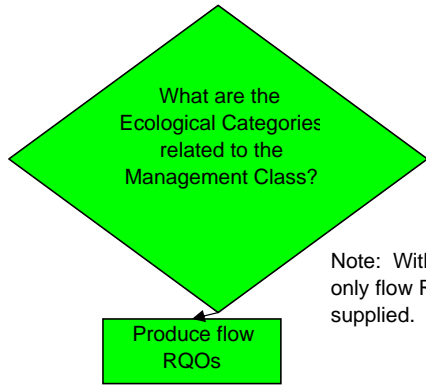 What are the
Ecological Categories
related to the
Management Class?
Note: With
only flow R
supplied.
Produce flow
RQOs